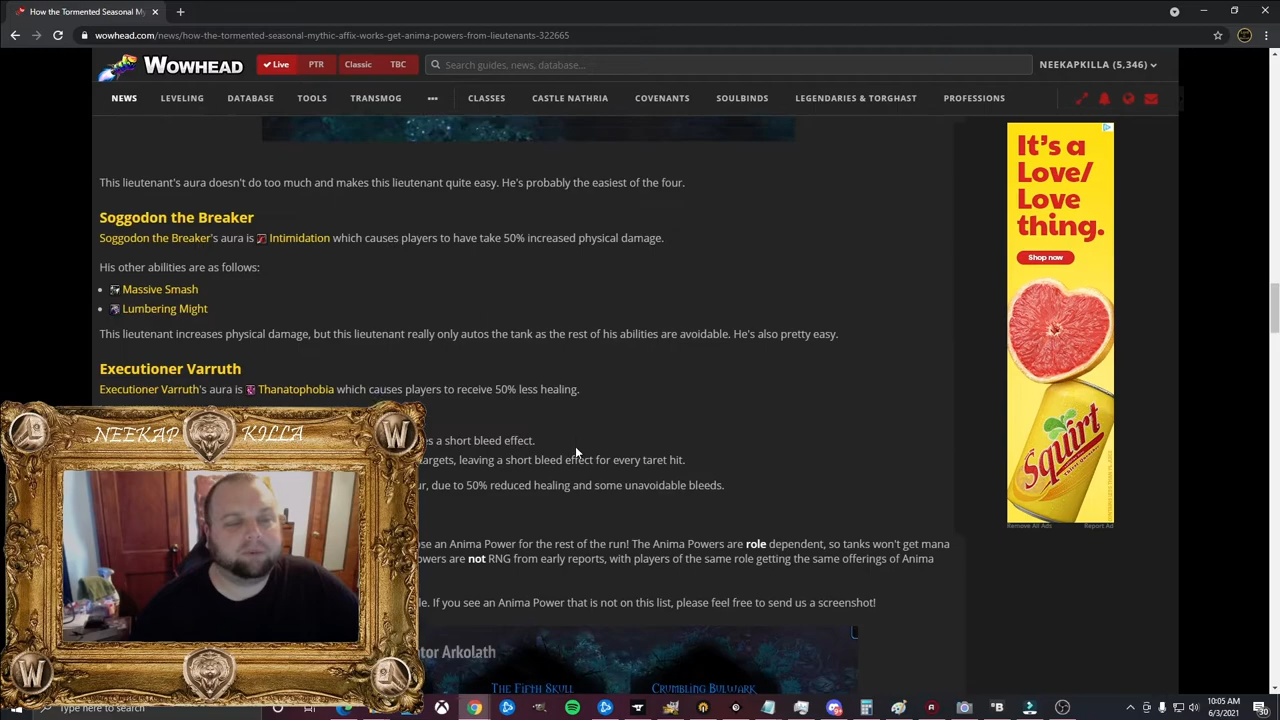 How the Tormented Seasonal My
wowhead.com/news/how-the-tormented-seasonal-mythic-affix-works-get-anima-powers-from-lieutenants-322665
WOWHEAD
Live PTR Classic TBC
Search guides, news, database...
NEEKAPKILLA (5,346)
NEWS LEVELING DATABASE TOOLS TRANSMOG ••• CLASSES CASTLE NATHRIA COVENANTS SOULBINDS LEGENDARIES & TORGHAST PROFESSIONS
This lieutenant's aura doesn't do too much and makes this lieutenant quite easy. He's probably the easiest of the four.
Soggodon the Breaker
Soggodon the Breaker's aura is Intimidation which causes players to have take 50% increased physical damage.
His other abilities are as follows:
• Massive Smash
• Lumbering Might
This lieutenant increases physical damage, but this lieutenant really only autos the tank as the rest of his abilities are avoidable. He's also pretty easy.
Executioner Varruth
Executioner Varruth's aura is Thanatophobia which causes players to receive 50% less healing.
s a short bleed effect.
targets, leaving a short bleed effect for every taret hit.
ur, due to 50% reduced healing and some unavoidable bleeds.
se an Anima Power for the rest of the run! The Anima Powers are role dependent, so tanks won't get mana
owers are not RNG from early reports, with players of the same role getting the same offerings of Anima
le. If you see an Anima Power that is not on this list, please feel free to send us a screenshot!
tor Arkolath
THE FIFTH SKULL
CRUMBLING BULWARK
NEEKAP KILLA
W
W
It's a
Love/
Love
thing.
Shop now
Squirt
Remove All Ads Report Ad
Type here to search
10:05 AM
6/3/2021
30